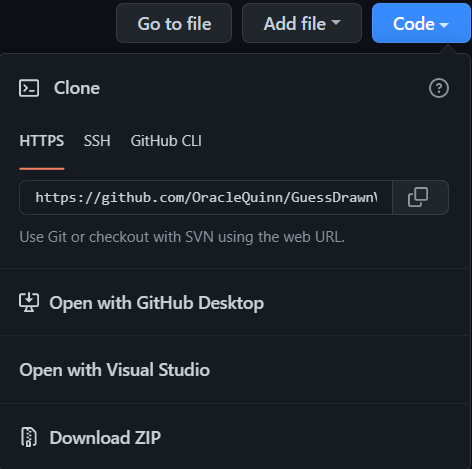 Go to file Add file Code
Clone
HTTPS SSH GitHub CLI
https://github.com/OracleQuinn/GuessDrawn
Use Git or checkout with SVN using the web URL.
Open with GitHub Desktop
Open with Visual Studio
Download ZIP